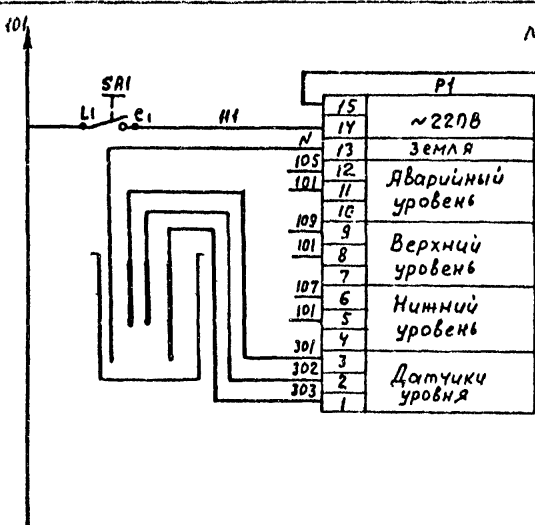 101
N
SA1
L1 C1 111
P1
15
14
~220В
N 13 Земля
105 12
101 11
10
Аварийный
уровень
109 9
101 8
7
Верхний
уровень
107 6
101 5
4
Нижний
уровень
301 3
302 2
303 1
Датчики
уровня